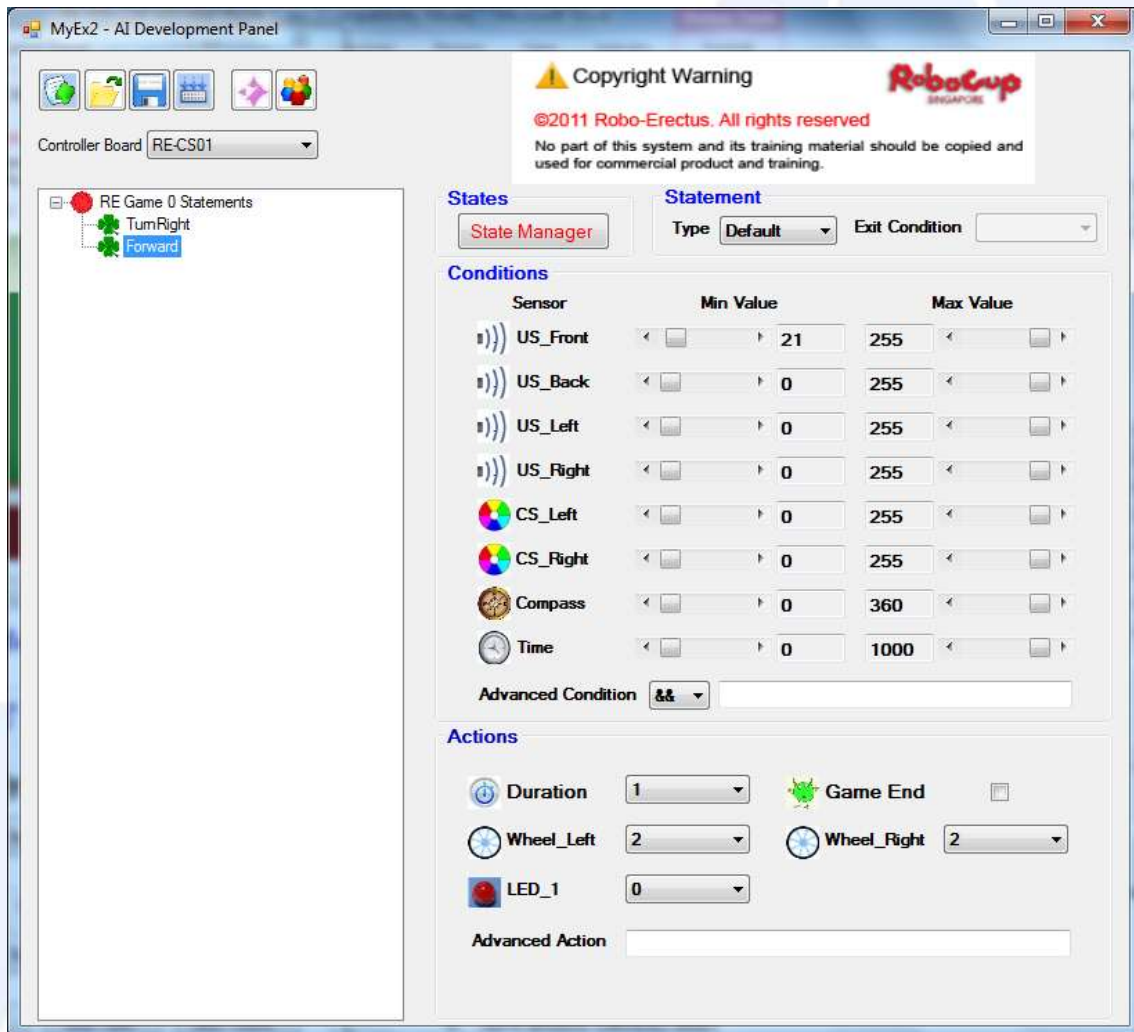 MyEx2 - AI Development Panel
Copyright Warning
RoboCup
SINGAPORE
©2011 Robo-Erectus. All rights reserved
No part of this system and its training material should be copied and
used for commercial product and training.
Controller Board RE-CS01
RE Game 0 Statements
TurnRight
Forward
States
State Manager
Statement
Type Default Exit Condition
Conditions
Sensor Min Value Max Value
US_Front 21 255
US_Back 0 255
US_Left 0 255
US_Right 0 255
CS_Left 0 255
CS_Right 0 255
Compass 0 360
Time 0 1000
Advanced Condition &&
Actions
Duration 1 Game End
Wheel_Left 2 Wheel_Right 2
LED_1 0
Advanced Action